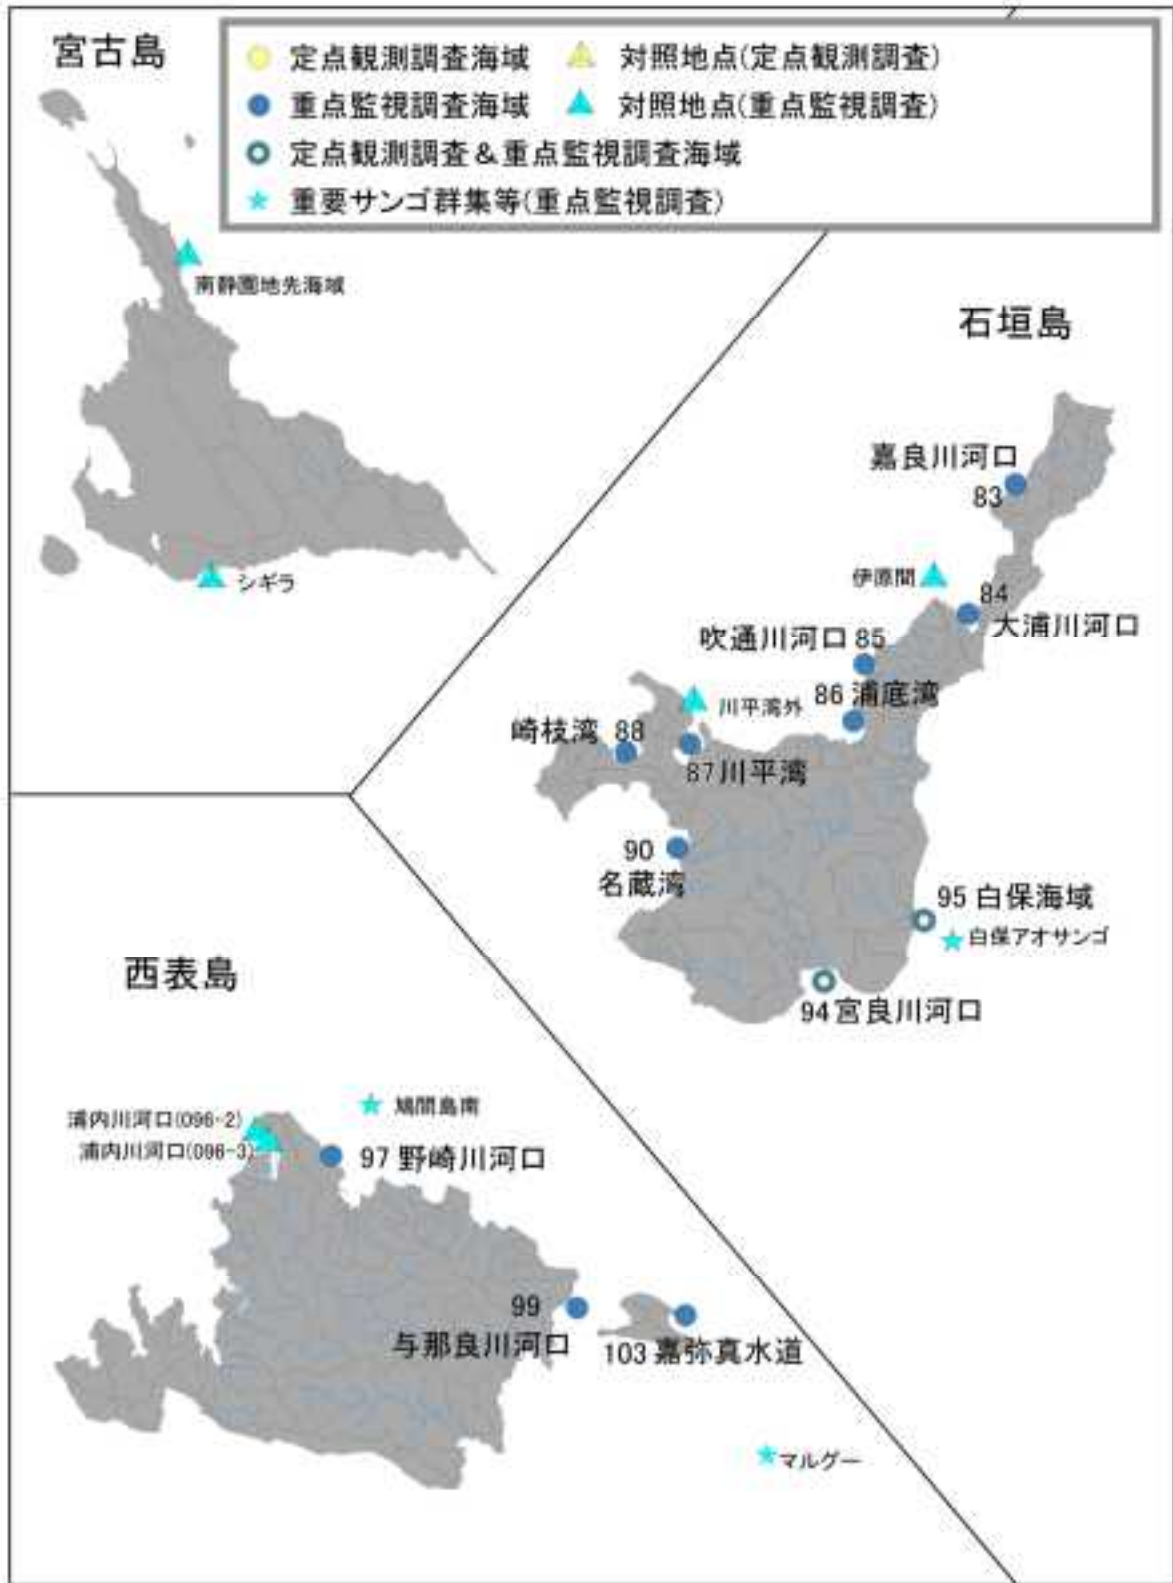 宮古島
定点観測調査海域
対照地点(定点観測調査)
重点監視調査海域
対照地点(重点監視調査)
定点観測調査&重点監視調査海域
重要サンゴ群集等(重点監視調査)
南静園地先海域
シギラ
石垣島
嘉良川河口
83
伊原間
84
大浦川河口
吹通川河口 85
86 浦底湾
川平湾外
崎枝湾 88
87 川平湾
90
名蔵湾
95 白保海域
白保アオサンゴ
94 宮良川河口
西表島
鳩間島南
浦内川河口(096-2)
浦内川河口(096-3)
97 野崎川河口
99
与那良川河口
103 嘉弥真水道
マルグー